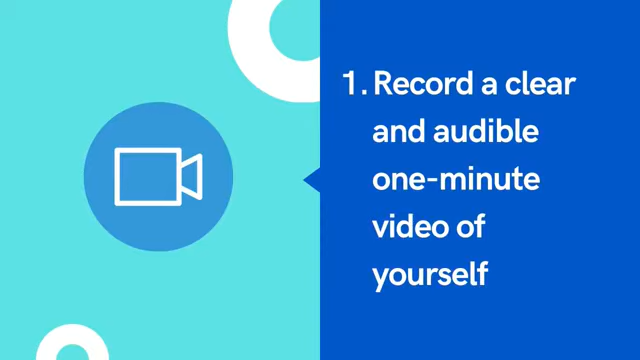 1. Record a clear
and audible
one-minute
video of
yourself